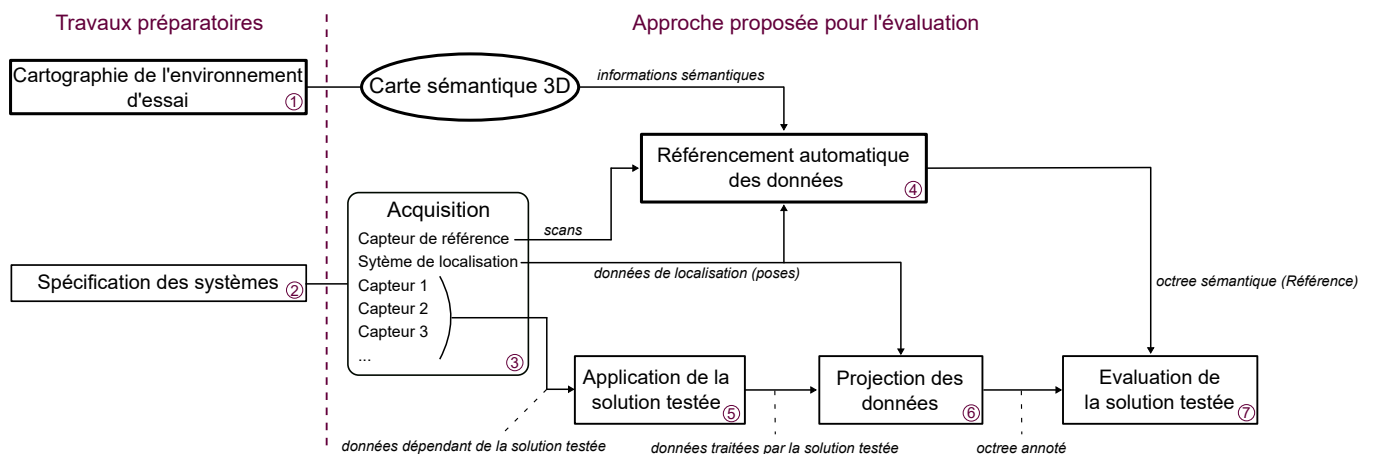 Travaux préparatoires
Approche proposée pour l'évaluation
Cartographie de l'environnement
d'essai
1
Carte sémantique 3D
informations sémantiques
Référencement automatique
des données
4
Acquisition
Capteur de référence
Sytème de localisation
Capteur 1
Capteur 2
Capteur 3
...
3
scans
données de localisation (poses)
Spécification des systèmes
2
octree sémantique (Référence)
Application de la
solution testée
5
Projection des
données
6
Evaluation de
la solution testée
7
données dépendant de la solution testée
données traitées par la solution testée
octree annoté